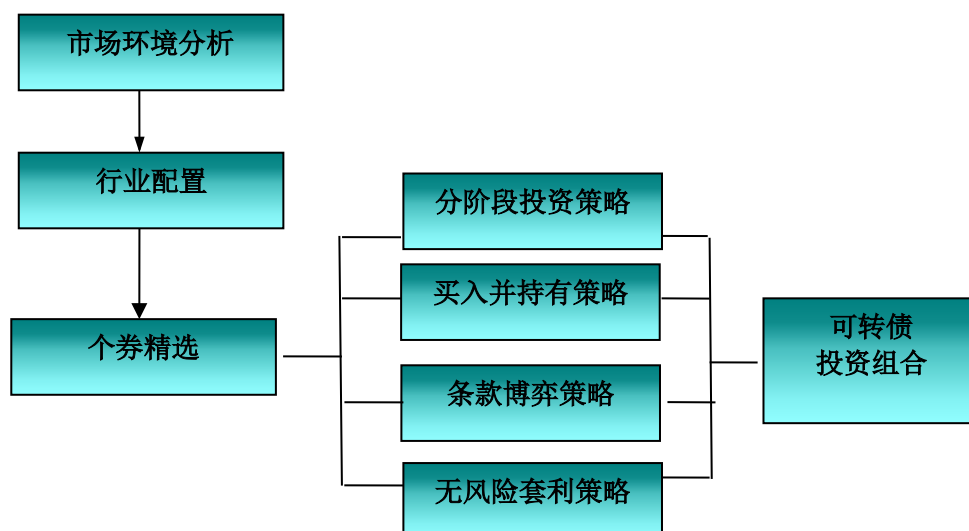 市场环境分析
行业配置
个券精选
分阶段投资策略
买入并持有策略
条款博弈策略
无风险套利策略
可转债
投资组合